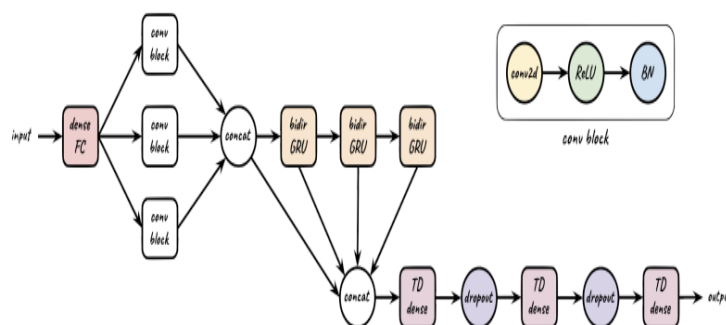 conv
block
conv2d
ReLU
BN
input
dense
FC
conv
block
concat
bidir
GRU
bidir
GRU
bidir
GRU
conv block
conv
block
concat
TD
dense
dropout
TD
dense
dropout
TD
dense
output